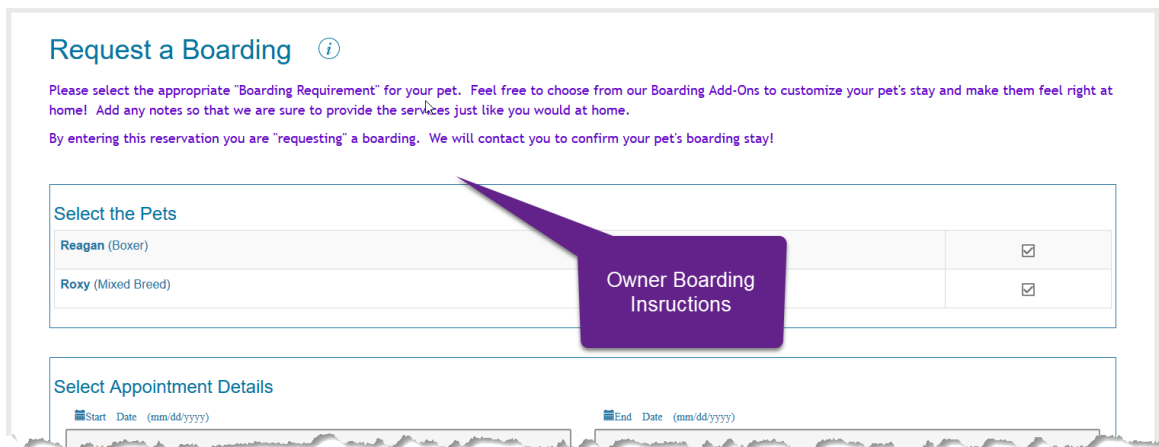 Request a Boarding i
Please select the appropriate "Boarding Requirement" for your pet.  Feel free to choose from our Boarding Add-Ons to customize your pet's stay and make them feel right at
home!  Add any notes so that we are sure to provide the services just like you would at home.
By entering this reservation you are "requesting" a boarding.  We will contact you to confirm your pet's boarding stay!
Select the Pets
Reagan (Boxer)
Roxy (Mixed Breed)
Owner Boarding
Insructions
Select Appointment Details
Start Date (mm/dd/yyyy)
End Date (mm/dd/yyyy)